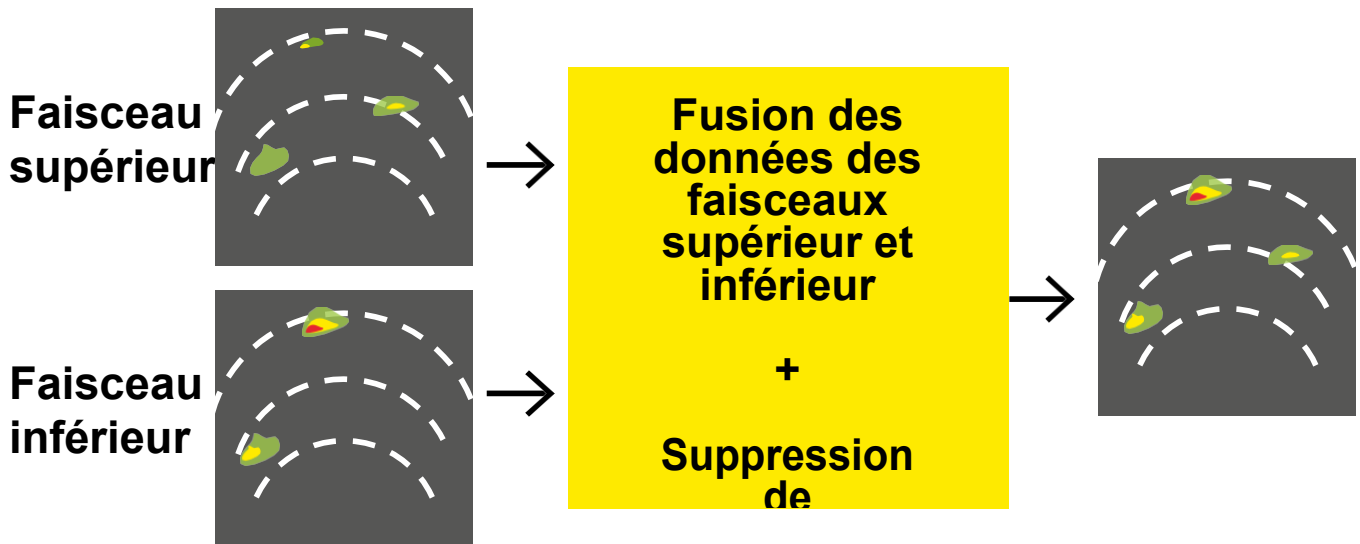 Faisceau
supérieur
Fusion des
données des
faisceaux
supérieur et
inférieur
+
Suppression
de
Faisceau
inférieur